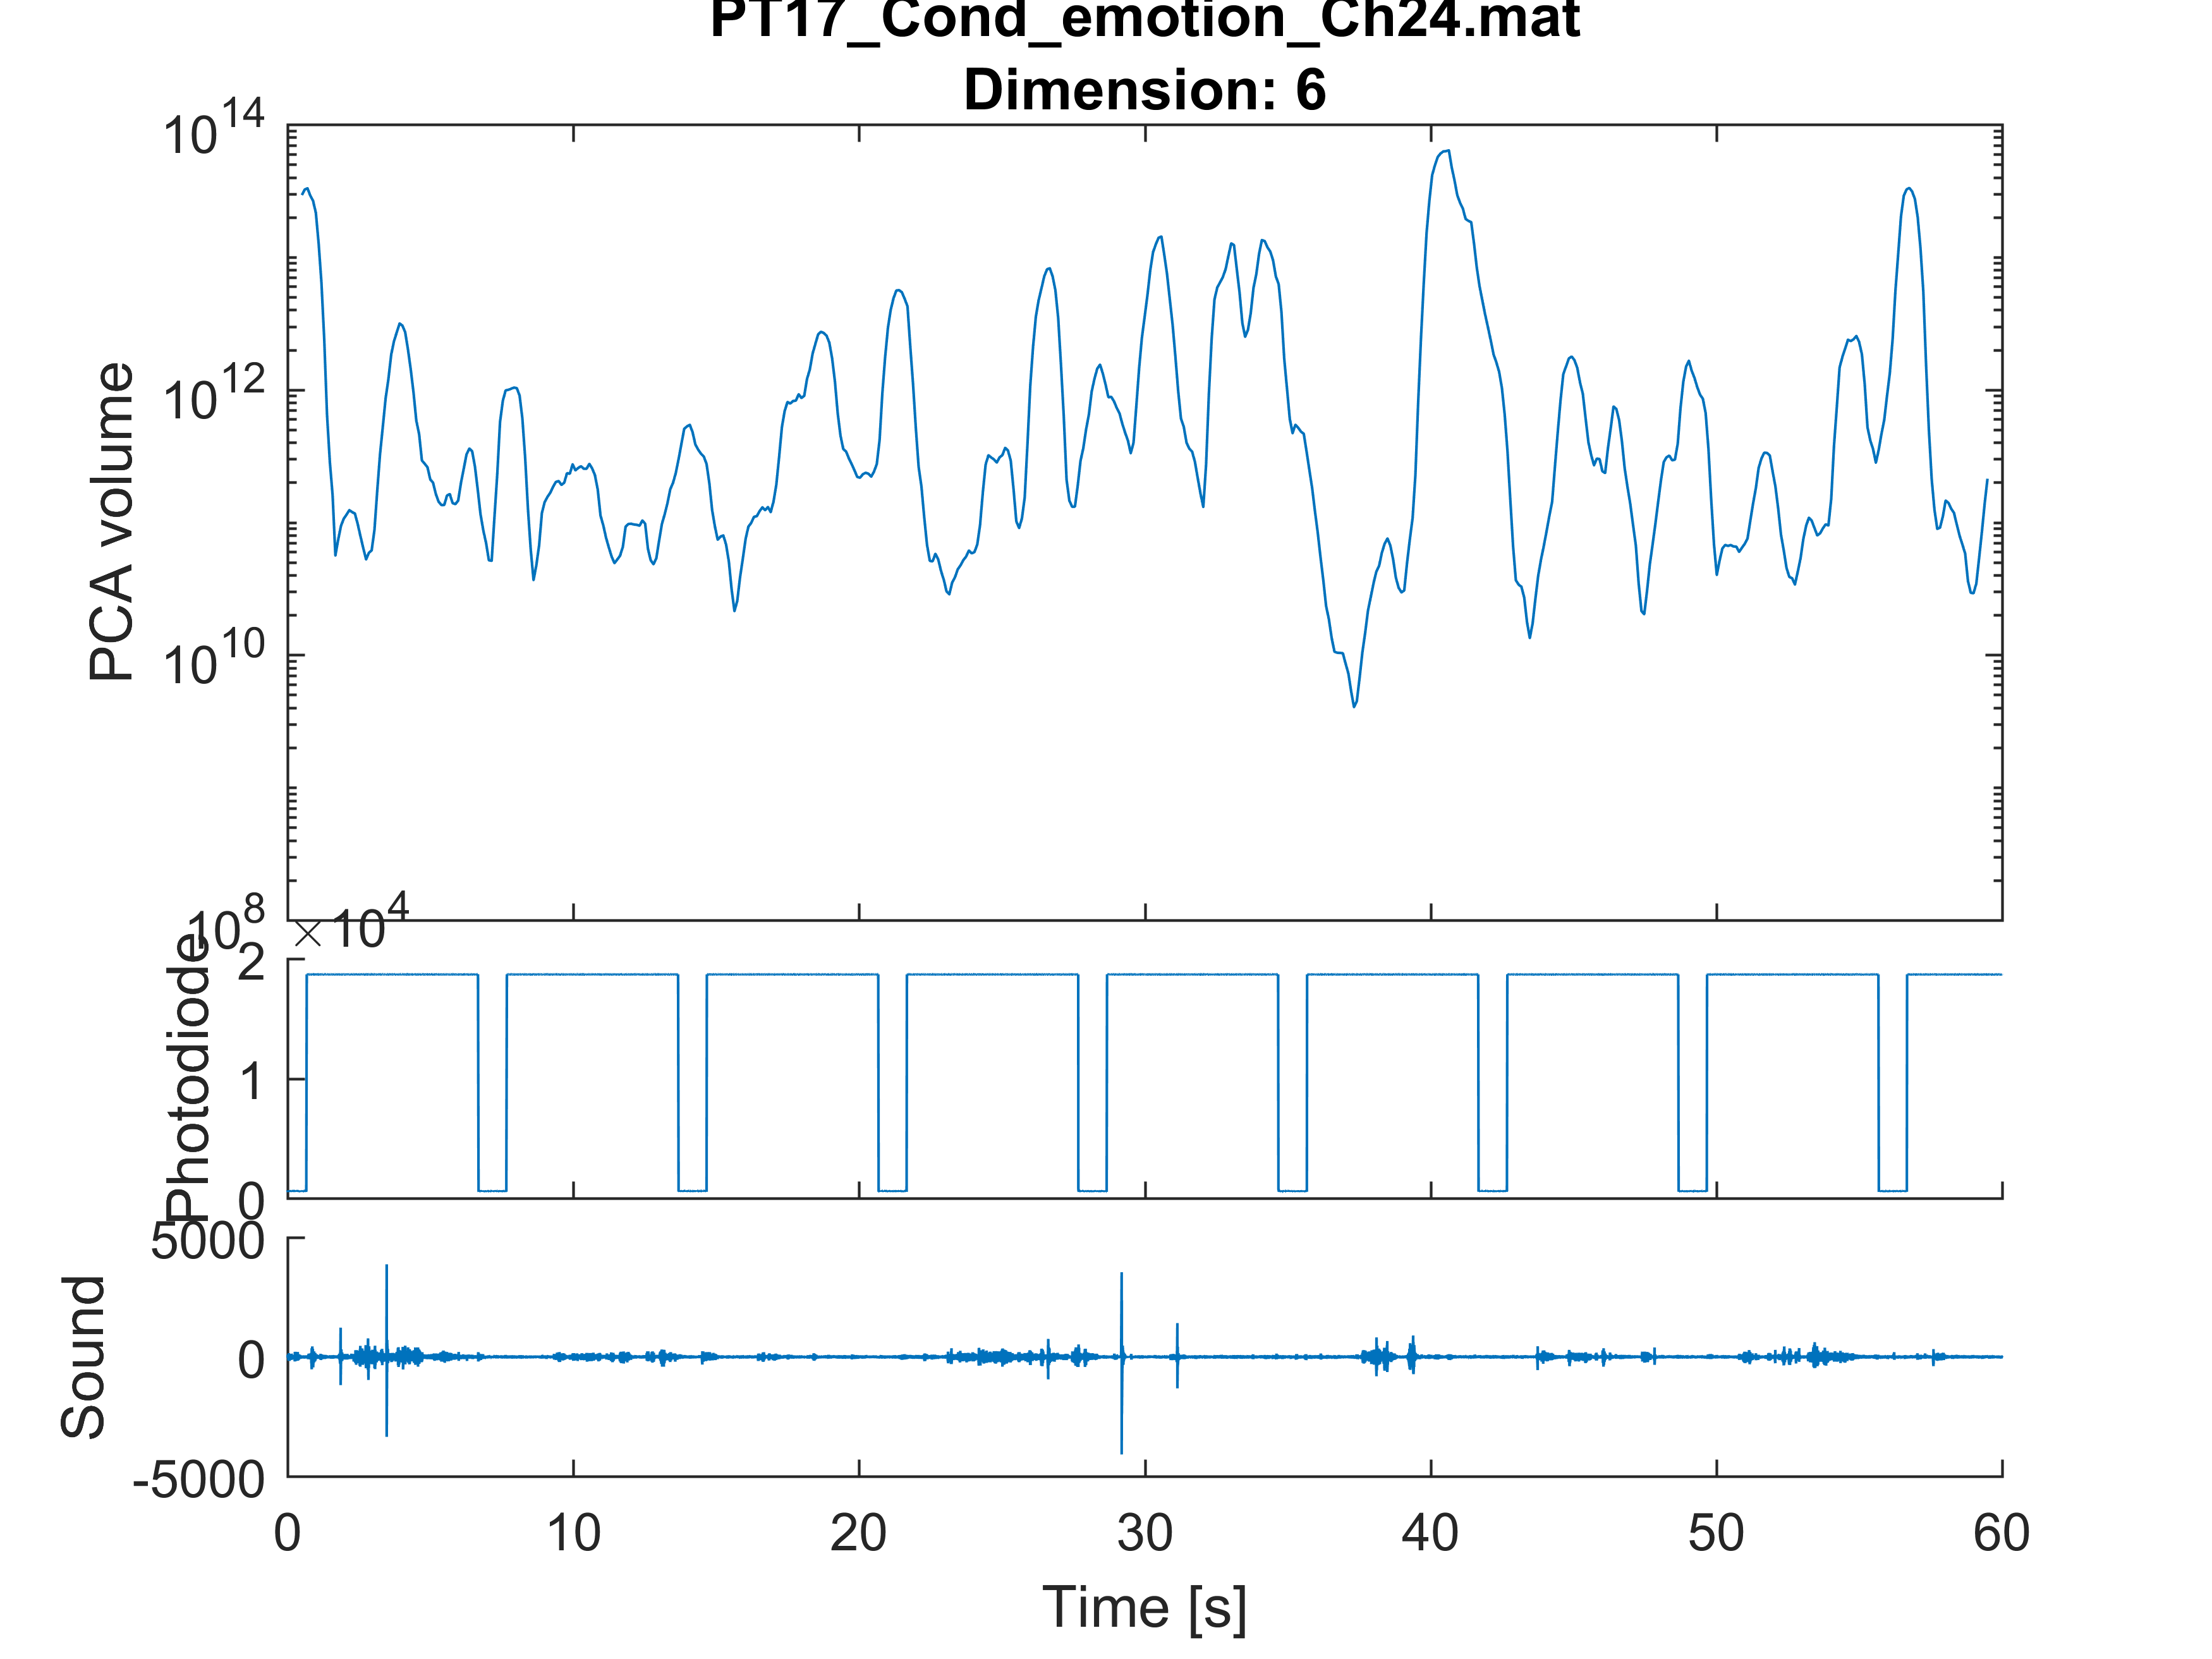 PT17_Cond_emotion_Ch24.mat
Dimension: 6
10^14
10^12
10^10
10^8
PCA volume
× 10^4
2
1
0
Photodiode
5000
0
-5000
Sound
0 10 20 30 40 50 60
Time [s]